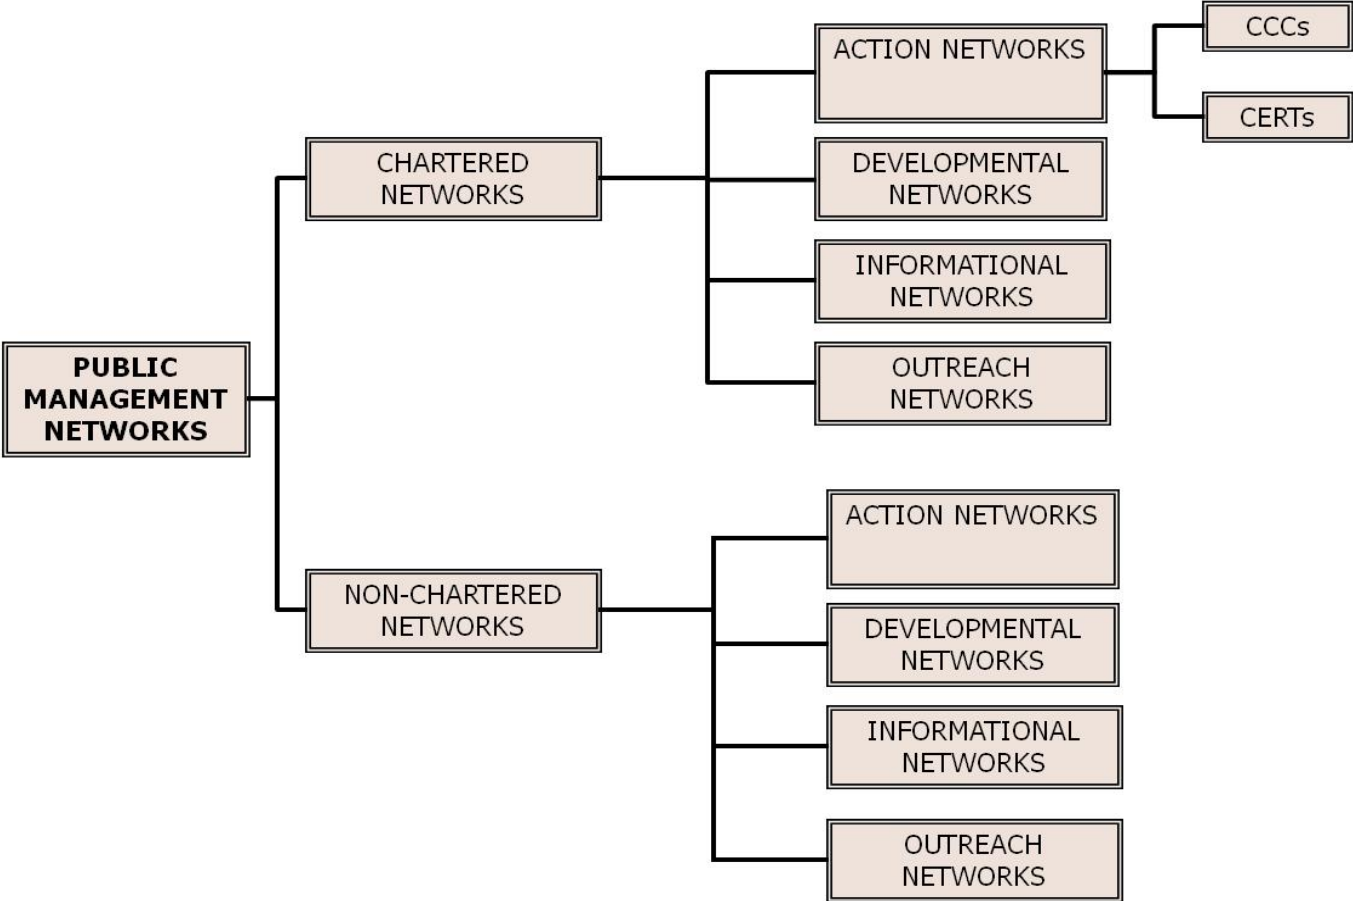 PUBLIC
MANAGEMENT
NETWORKS
CHARTERED
NETWORKS
ACTION NETWORKS
CCCs
CERTs
DEVELOPMENTAL
NETWORKS
INFORMATIONAL
NETWORKS
OUTREACH
NETWORKS
NON-CHARTERED
NETWORKS
ACTION NETWORKS
DEVELOPMENTAL
NETWORKS
INFORMATIONAL
NETWORKS
OUTREACH
NETWORKS